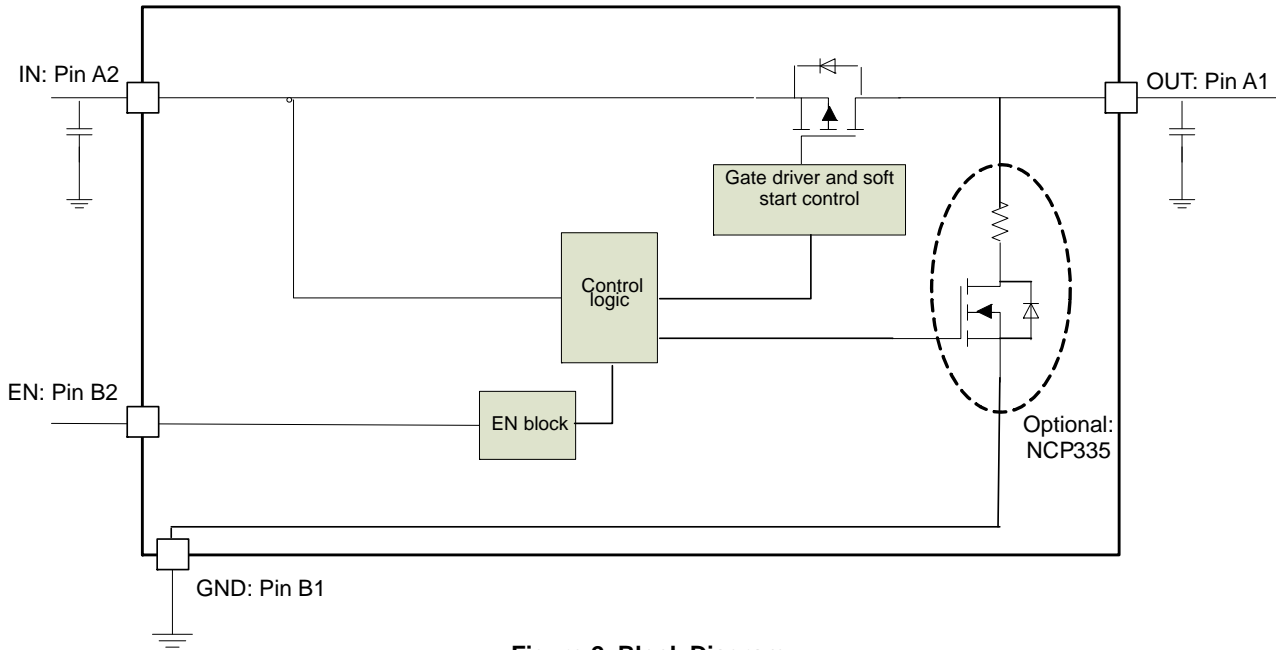 IN: Pin A2
OUT: Pin A1
Gate driver and soft
start control
Control
logic
EN: Pin B2
EN block
Optional:
NCP335
GND: Pin B1